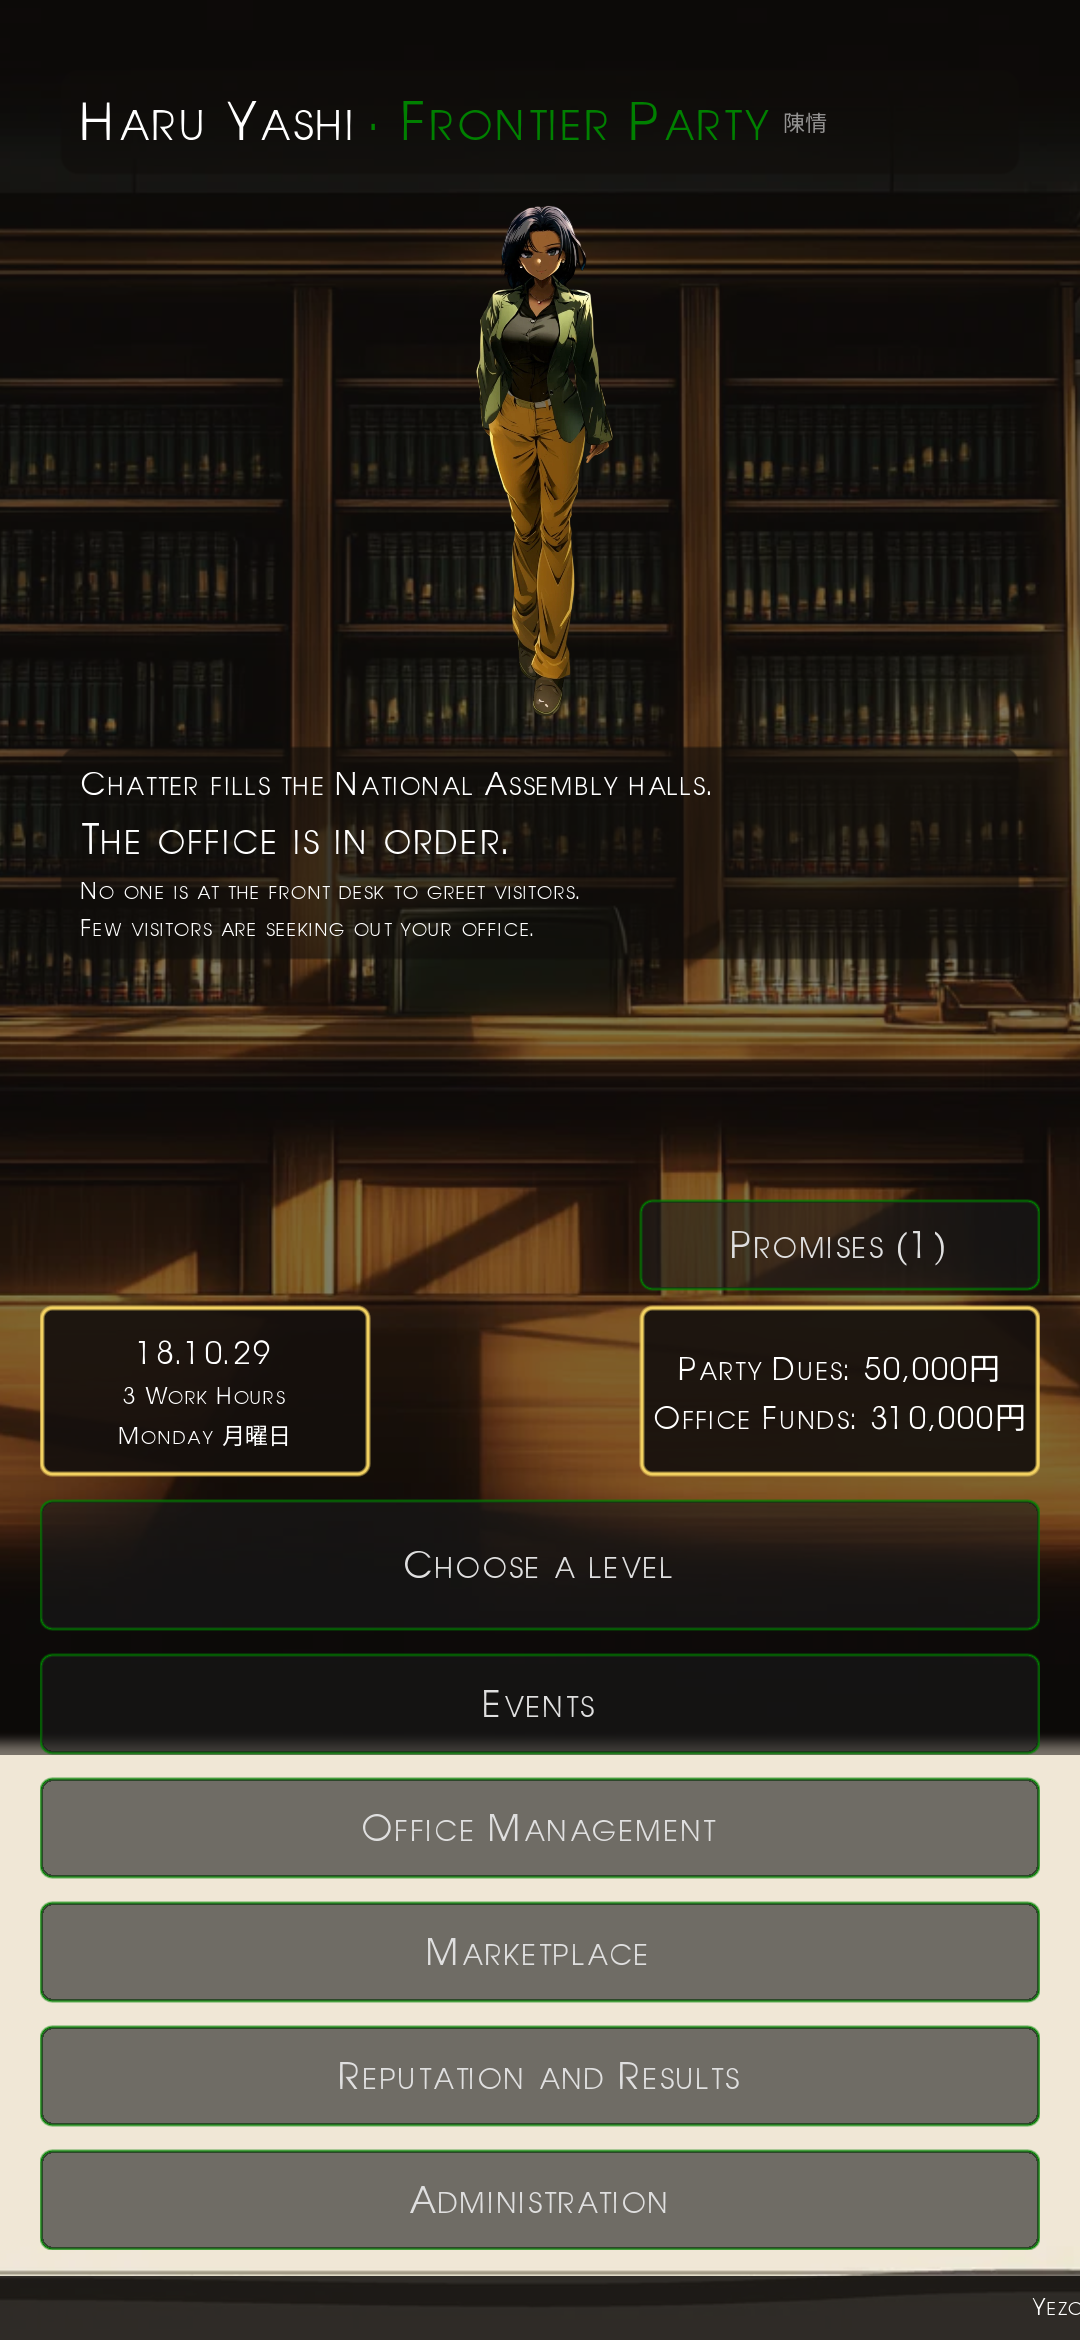 Haru Yashi · Frontier Party 陳情
Chatter fills the National Assembly halls.
The office is in order.
No one is at the front desk to greet visitors.
Few visitors are seeking out your office.
Promises (1)
18.10.29
3 Work Hours
Monday 月曜日
Party Dues: 50,000円
Office Funds: 310,000円
Choose a level
Events
Office Management
Marketplace
Reputation and Results
Administration